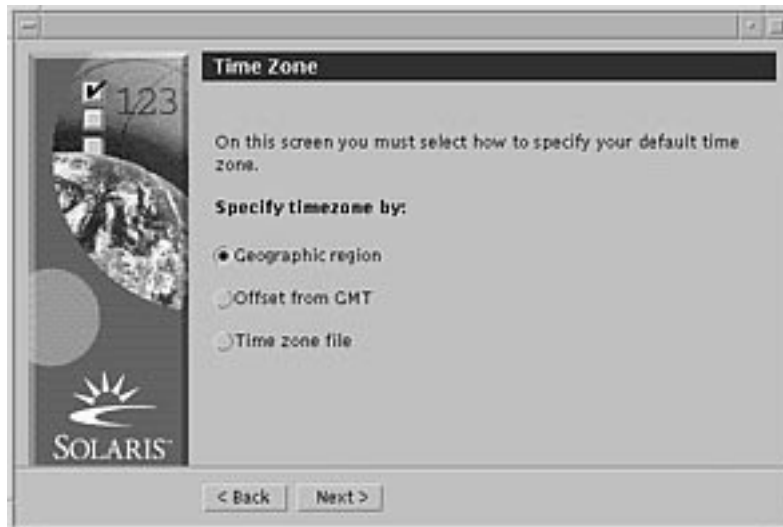 Time Zone
123
On this screen you must select how to specify your default time
zone.
Specify timezone by:
Geographic region
Offset from GMT
Time zone file
SOLARIS™
< Back
Next >